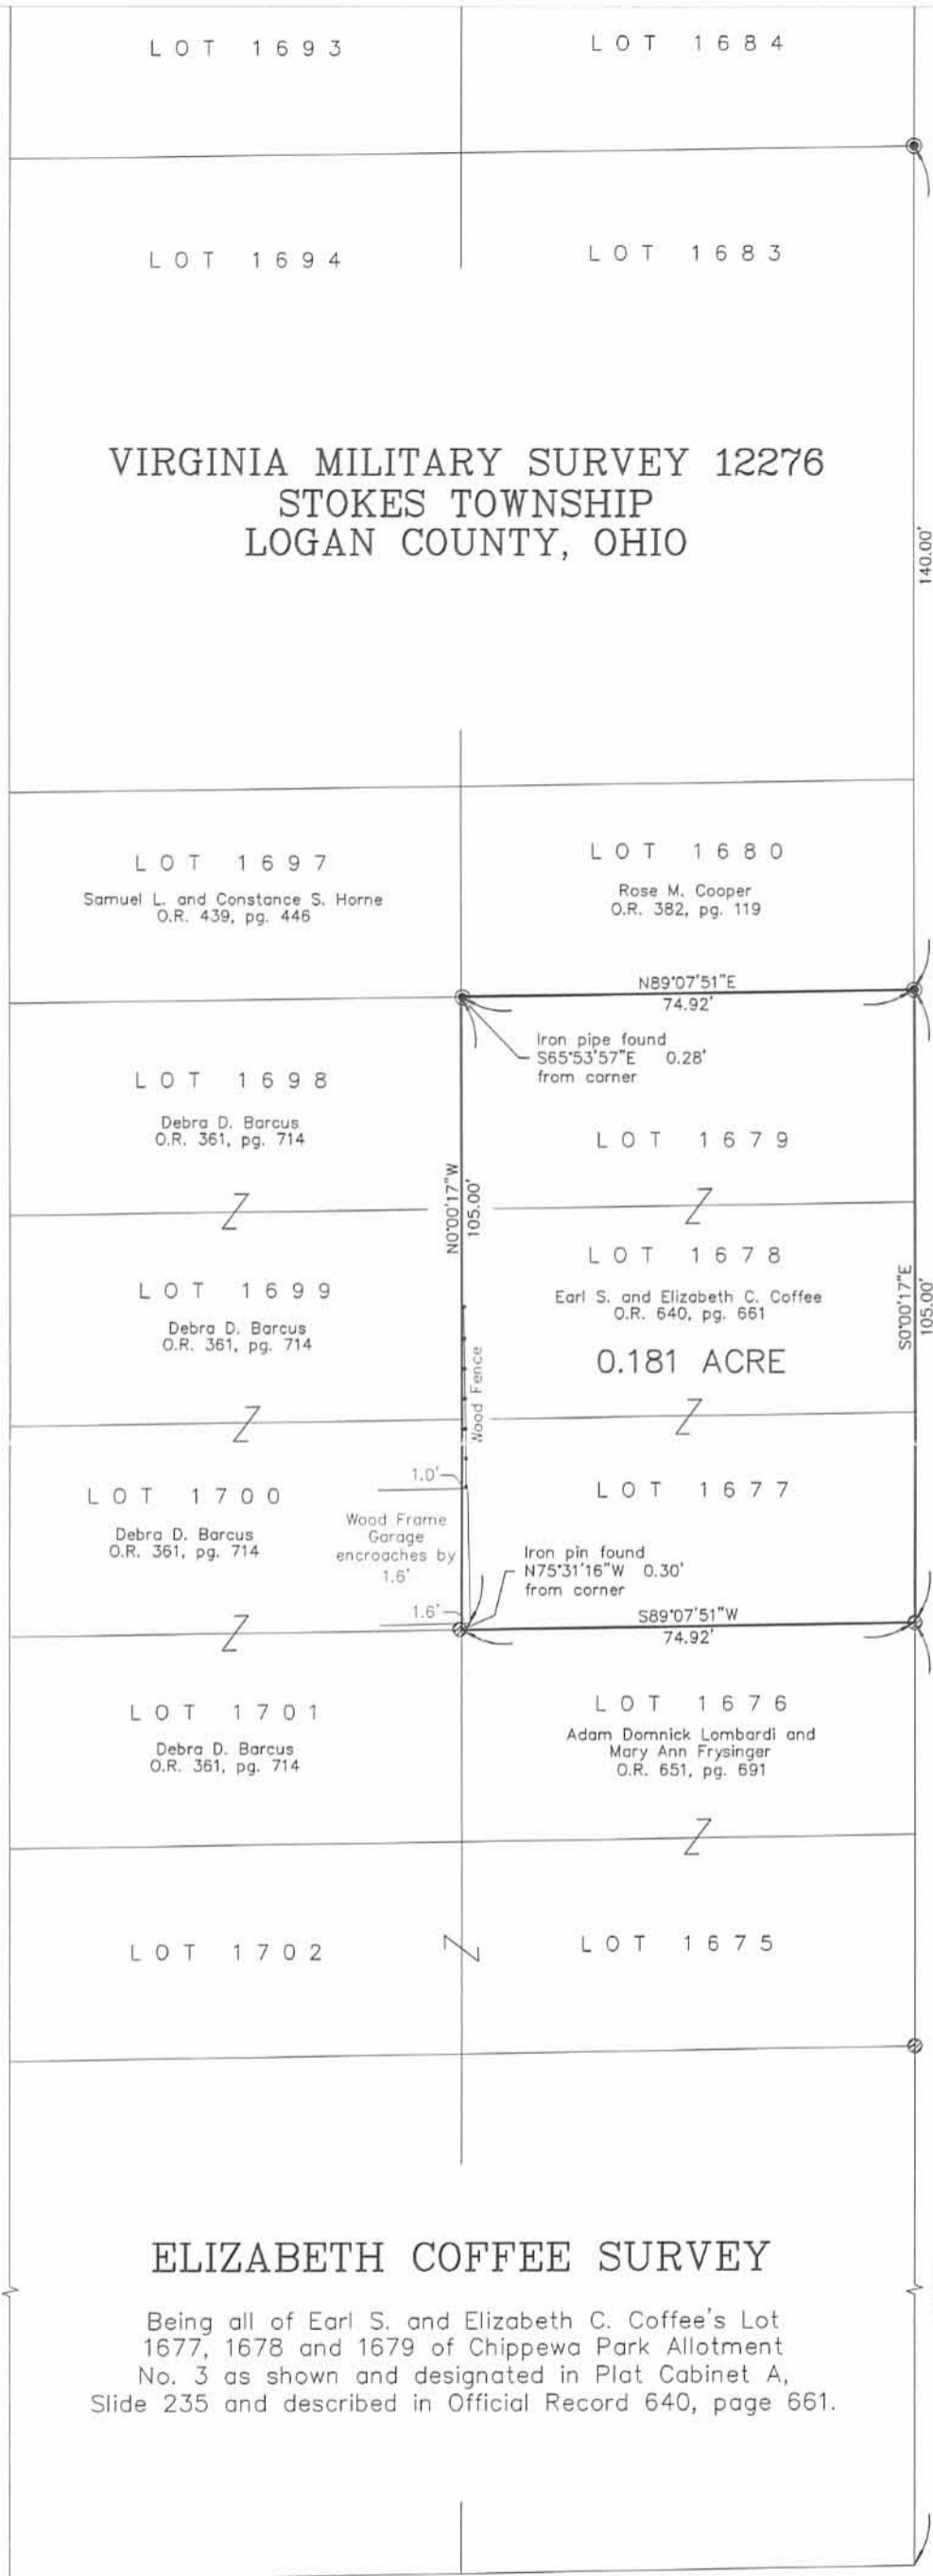 LOT 1693
LOT 1684
LOT 1694
LOT 1683
VIRGINIA MILITARY SURVEY 12276
STOKES TOWNSHIP
LOGAN COUNTY, OHIO
140.00'
LOT 1697
Samuel L. and Constance S. Horne
O.R. 439, pg. 446
LOT 1680
Rose M. Cooper
O.R. 382, pg. 119
N89°07'51"E
74.92'
Iron pipe found
S65°53'57"E 0.28'
from corner
LOT 1698
Debra D. Barcus
O.R. 361, pg. 714
LOT 1679
N0°00'17"W
105.00'
Z
Z
LOT 1678
Earl S. and Elizabeth C. Coffee
O.R. 640, pg. 661
0.181 ACRE
S0°00'17"E
105.00'
LOT 1699
Debra D. Barcus
O.R. 361, pg. 714
Wood Fence
Z
Z
1.0'
LOT 1700
Debra D. Barcus
O.R. 361, pg. 714
Wood Frame
Garage
encroaches by
1.6'
LOT 1677
Iron pin found
N75°31'16"W 0.30'
from corner
1.6'
S89°07'51"W
74.92'
Z
LOT 1701
Debra D. Barcus
O.R. 361, pg. 714
LOT 1676
Adam Domnick Lombardi and
Mary Ann Frysinger
O.R. 651, pg. 691
Z
LOT 1702
Z
LOT 1675
ELIZABETH COFFEE SURVEY
Being all of Earl S. and Elizabeth C. Coffee's Lot
1677, 1678 and 1679 of Chippewa Park Allotment
No. 3 as shown and designated in Plat Cabinet A,
Slide 235 and described in Official Record 640, page 661.